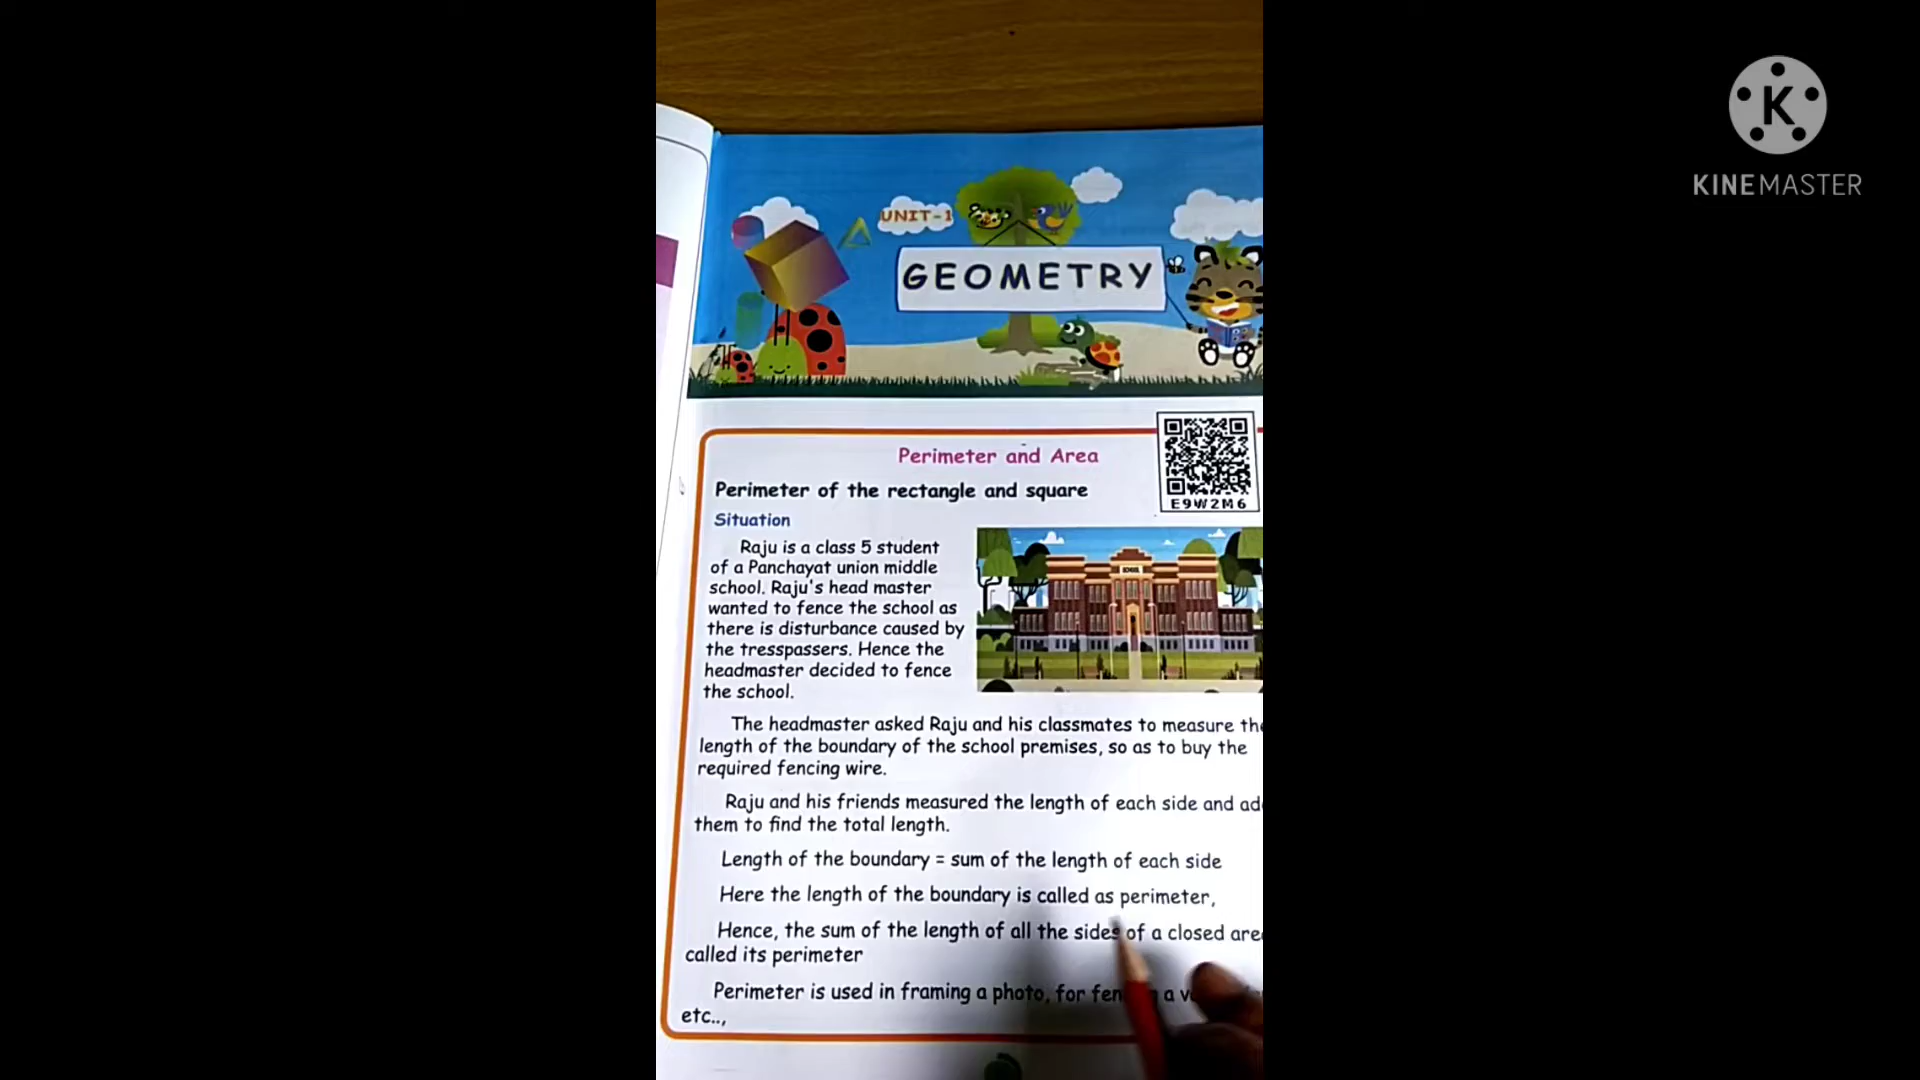 K
KINEMASTER
UNIT-1
GEOMETRY
Perimeter and Area
E9W2M6
Perimeter of the rectangle and square
Situation
SCHOOL
Raju is a class 5 student
of a Panchayat union middle
school. Raju's head master
wanted to fence the school as
there is disturbance caused by
the tresspassers. Hence the
headmaster decided to fence
the school.
The headmaster asked Raju and his classmates to measure the
length of the boundary of the school premises, so as to buy the
required fencing wire.
Raju and his friends measured the length of each side and
them to find the total length.
Length of the boundary = sum of the length of each side
Here the length of the boundary is called as perimeter,
Hence, the sum of the length of all the sides of a closed
called its perimeter
Perimeter is used in framing a photo, for a
etc..,